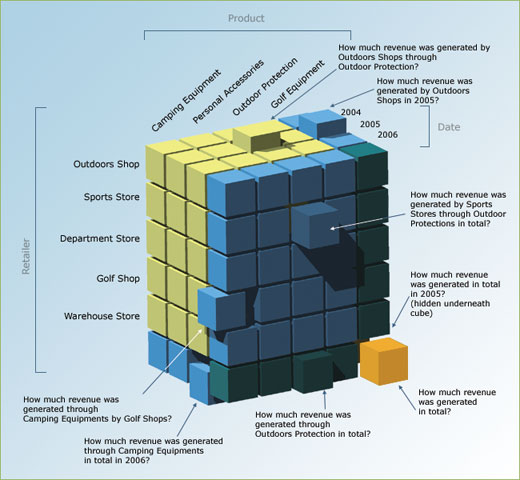 Product
How much revenue was generated by
Outdoors Shops through
Outdoor Protection?
Camping Equipment
Personal Accessories
Outdoor Protection
Golf Equipment
How much revenue was
generated by Outdoors
Shops in 2005?
2004
2005
2006
Date
Retailer
Outdoors Shop
Sports Store
Department Store
Golf Shop
Warehouse Store
How much revenue was
generated by Sports
Stores through Outdoor
Protections in total?
How much revenue
was generated in total
in 2005?
(hidden underneath
cube)
How much revenue
was generated
in total?
How much revenue was
generated through
Camping Equipments by Golf Shops?
How much revenue was
generated through
Outdoors Protection in total?
How much revenue was generated
through Camping Equipments
in total in 2006?